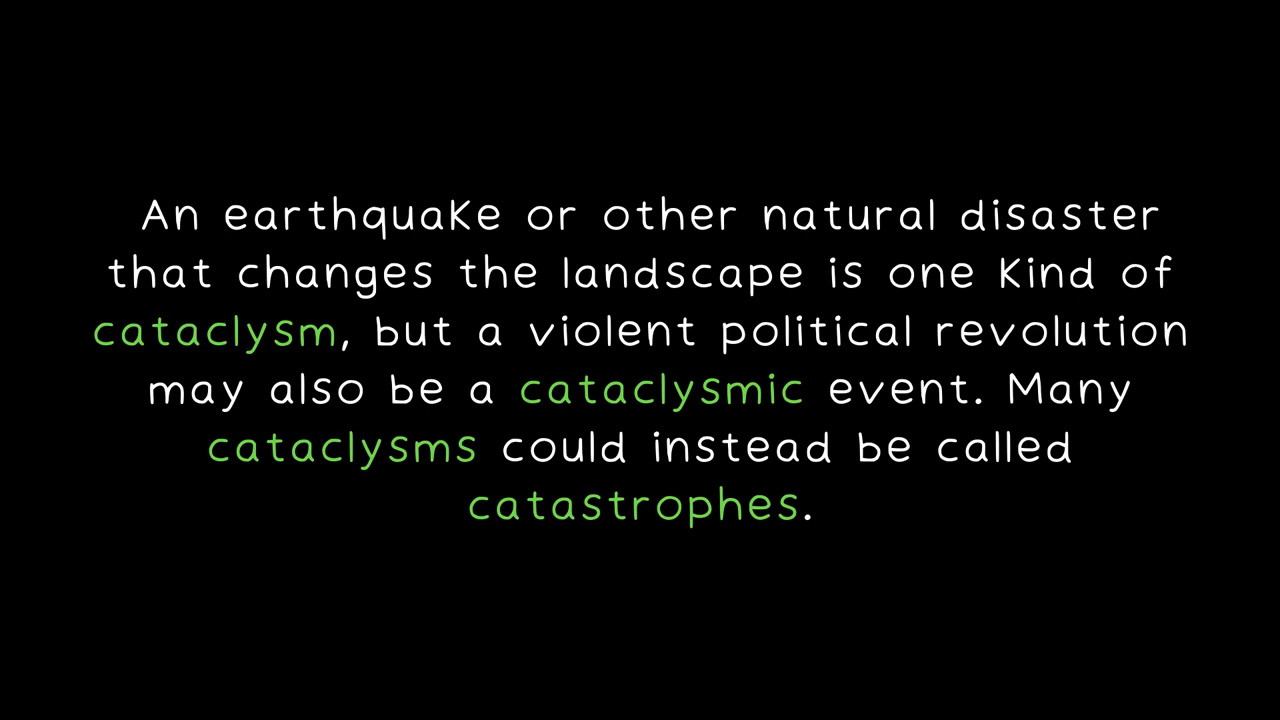 An earthquake or other natural disaster
that changes the landscape is one kind of
cataclysm, but a violent political revolution
may also be a cataclysmic event. Many
cataclysms could instead be called
catastrophes.